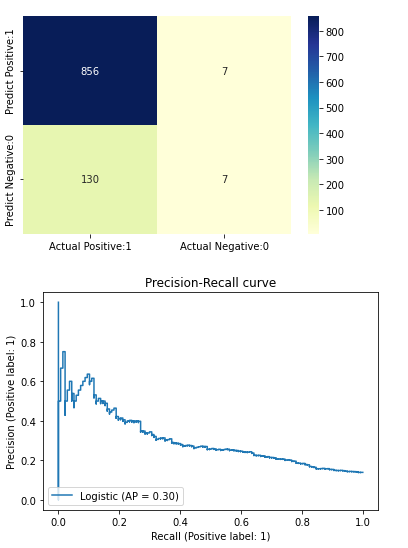 Predict Positive:1
Predict Negative:0
856
7
130
7
Actual Positive:1
Actual Negative:0
800
700
600
500
400
300
200
100
Precision-Recall curve
Precision (Positive label: 1)
1.0
0.8
0.6
0.4
0.2
0.0
Logistic (AP = 0.30)
0.0 0.2 0.4 0.6 0.8 1.0
Recall (Positive label: 1)